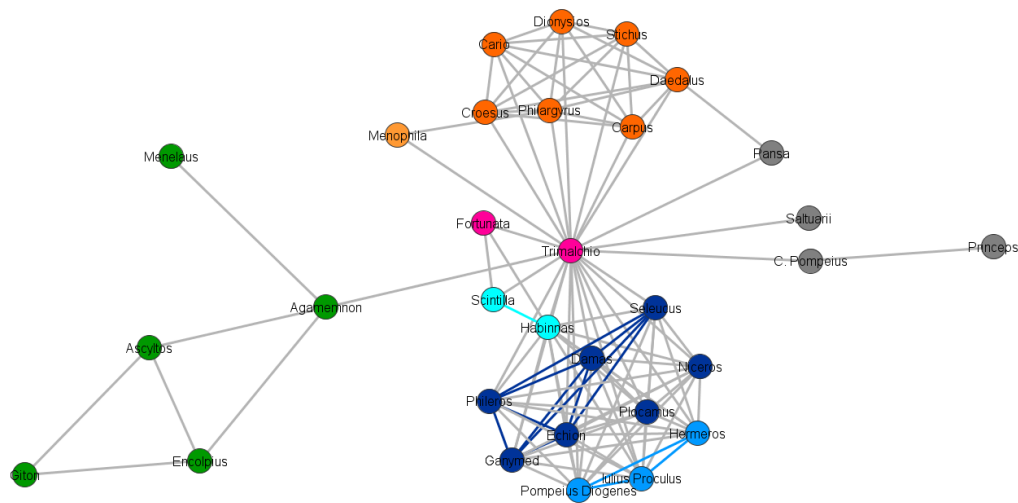 Dionysios
Stichus
Cario
Daedalus
Croesus
Philargyrus
Carpus
Menophila
Menelaus
Pansa
Saltuarii
Fortunata
Trimalchio
C. Pompeius
Princeps
Scintilla
Agamemnon
Seleucus
Habinnas
Ascyltos
Damas
Niceros
Phileros
Plocamus
Echion
Hermeros
Ganymed
Encolpius
Giton
Iulius Proculus
Pompeius Diogenes